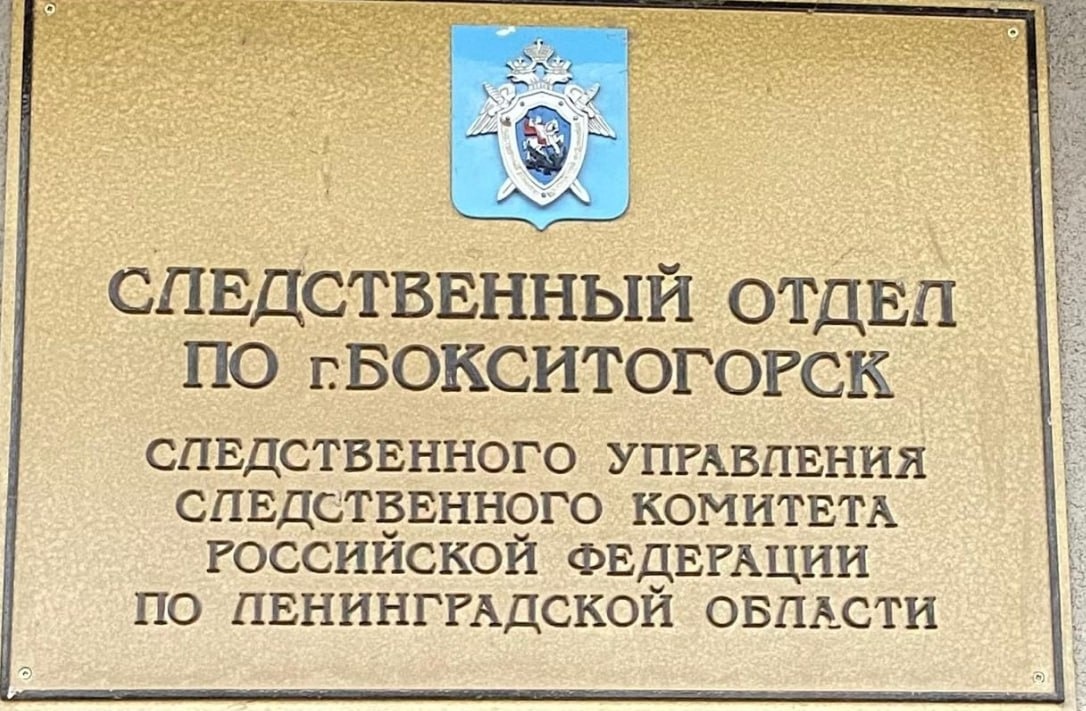 СЛЕДСТВЕННЫЙ ОТДЕЛ
ПО г.БОКСИТОГОРСК
СЛЕДСТВЕННОГО УПРАВЛЕНИЯ
СЛЕДСТВЕННОГО КОМИТЕТА
РОССИЙСКОЙ ФЕДЕРАЦИИ
ПО ЛЕНИНГРАДСКОЙ ОБЛАСТИ